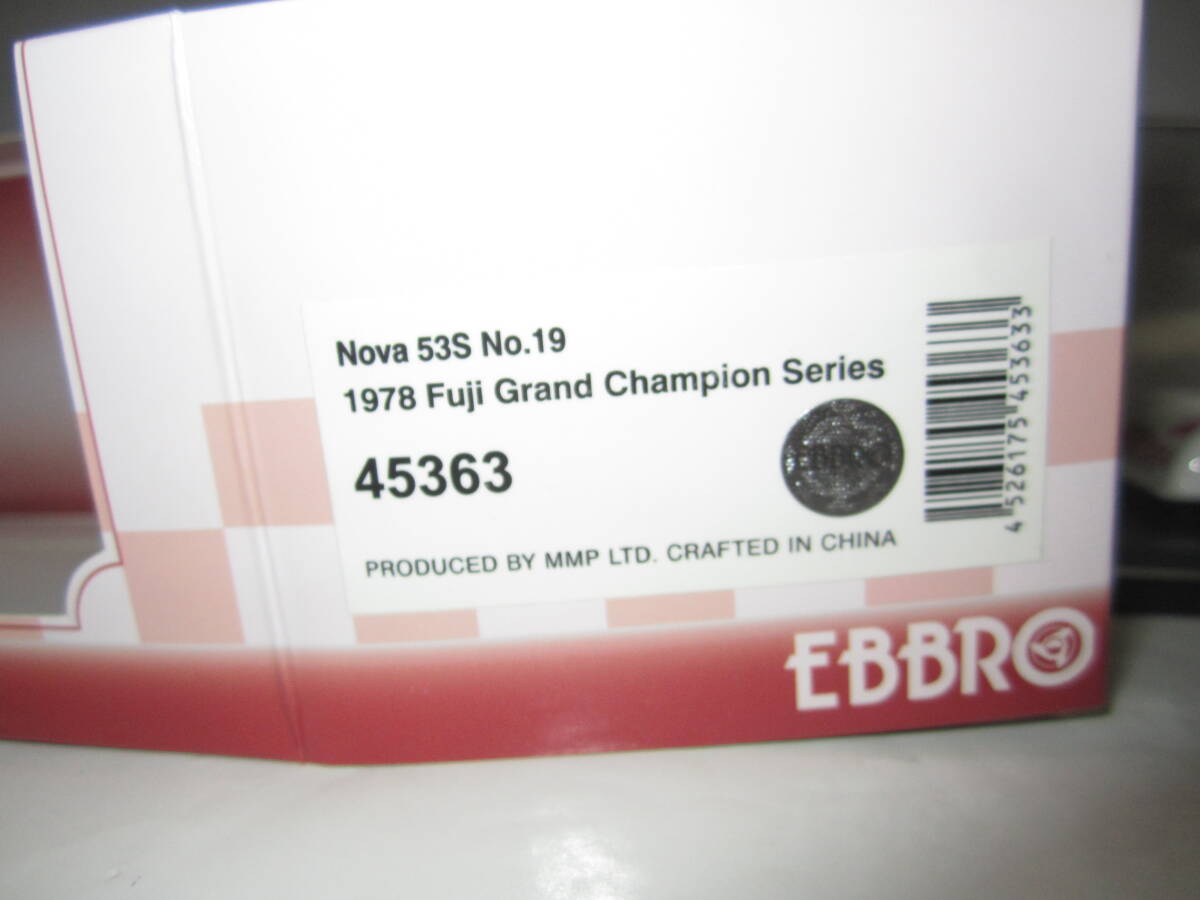 Nova 53S No.19
1978 Fuji Grand Champion Series
45363
EBBRO
PRODUCED BY MMP LTD. CRAFTED IN CHINA
4 526175 453633
EBBRO